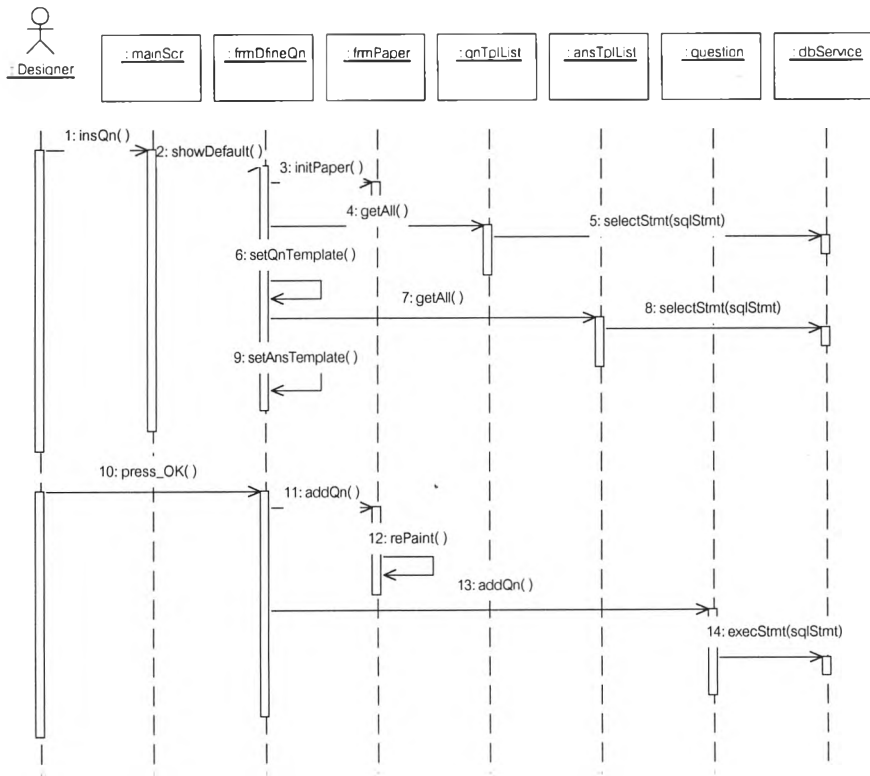 : Designer
: mainScr
: frmDfineQn
: frmPaper
: qnTplList
: ansTplList
: question
: dbService
1: insQn( )
2: showDefault( )
3: initPaper( )
4: getAll( )
5: selectStmt(sqlStmt)
6: setQnTemplate( )
7: getAll( )
8: selectStmt(sqlStmt)
9: setAnsTemplate( )
10: press_OK( )
11: addQn( )
12: rePaint( )
13: addQn( )
14: execStmt(sqlStmt)